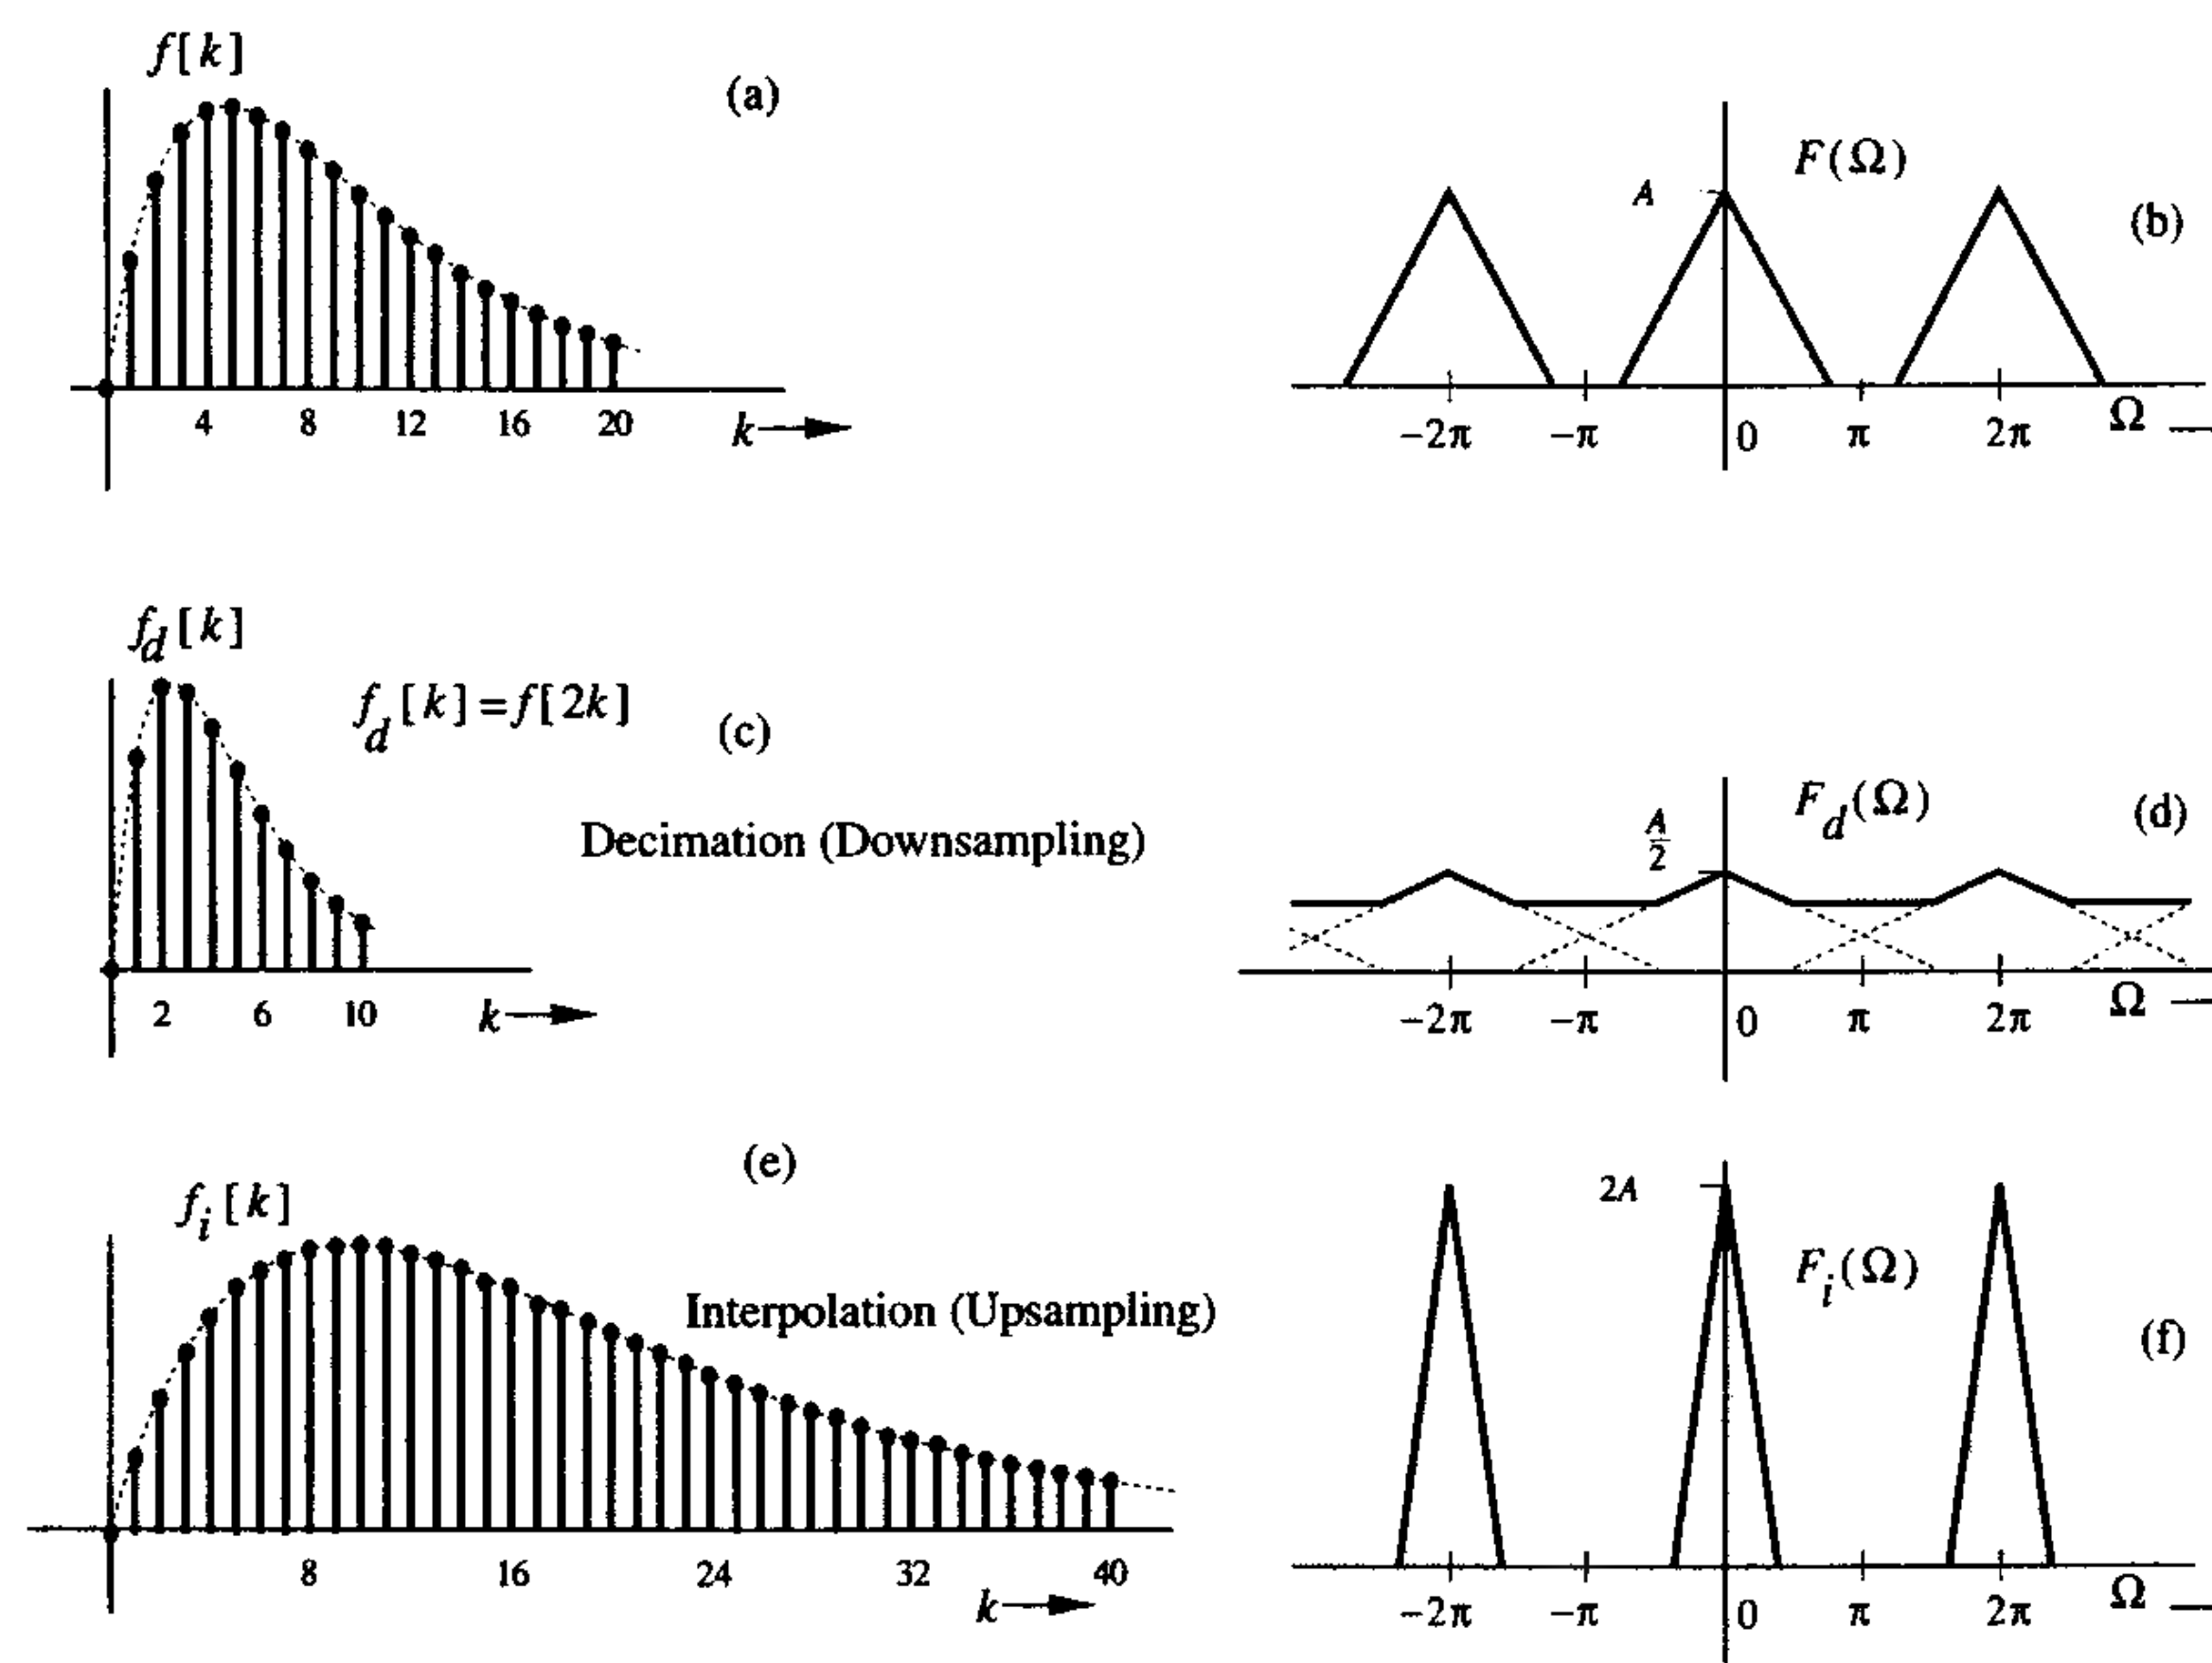 f[k]
(a)
4 8 12 16 20 k
F(Ω)
A
(b)
−2π −π 0 π 2π Ω
f_d[k]
f_d[k]=f[2k]
(c)
Decimation (Downsampling)
2 6 10 k
F_d(Ω)
A/2
(d)
−2π −π 0 π 2π Ω
(e)
f_i[k]
Interpolation (Upsampling)
8 16 24 32 40
k
2A
F_i(Ω)
(f)
−2π −π 0 π 2π Ω